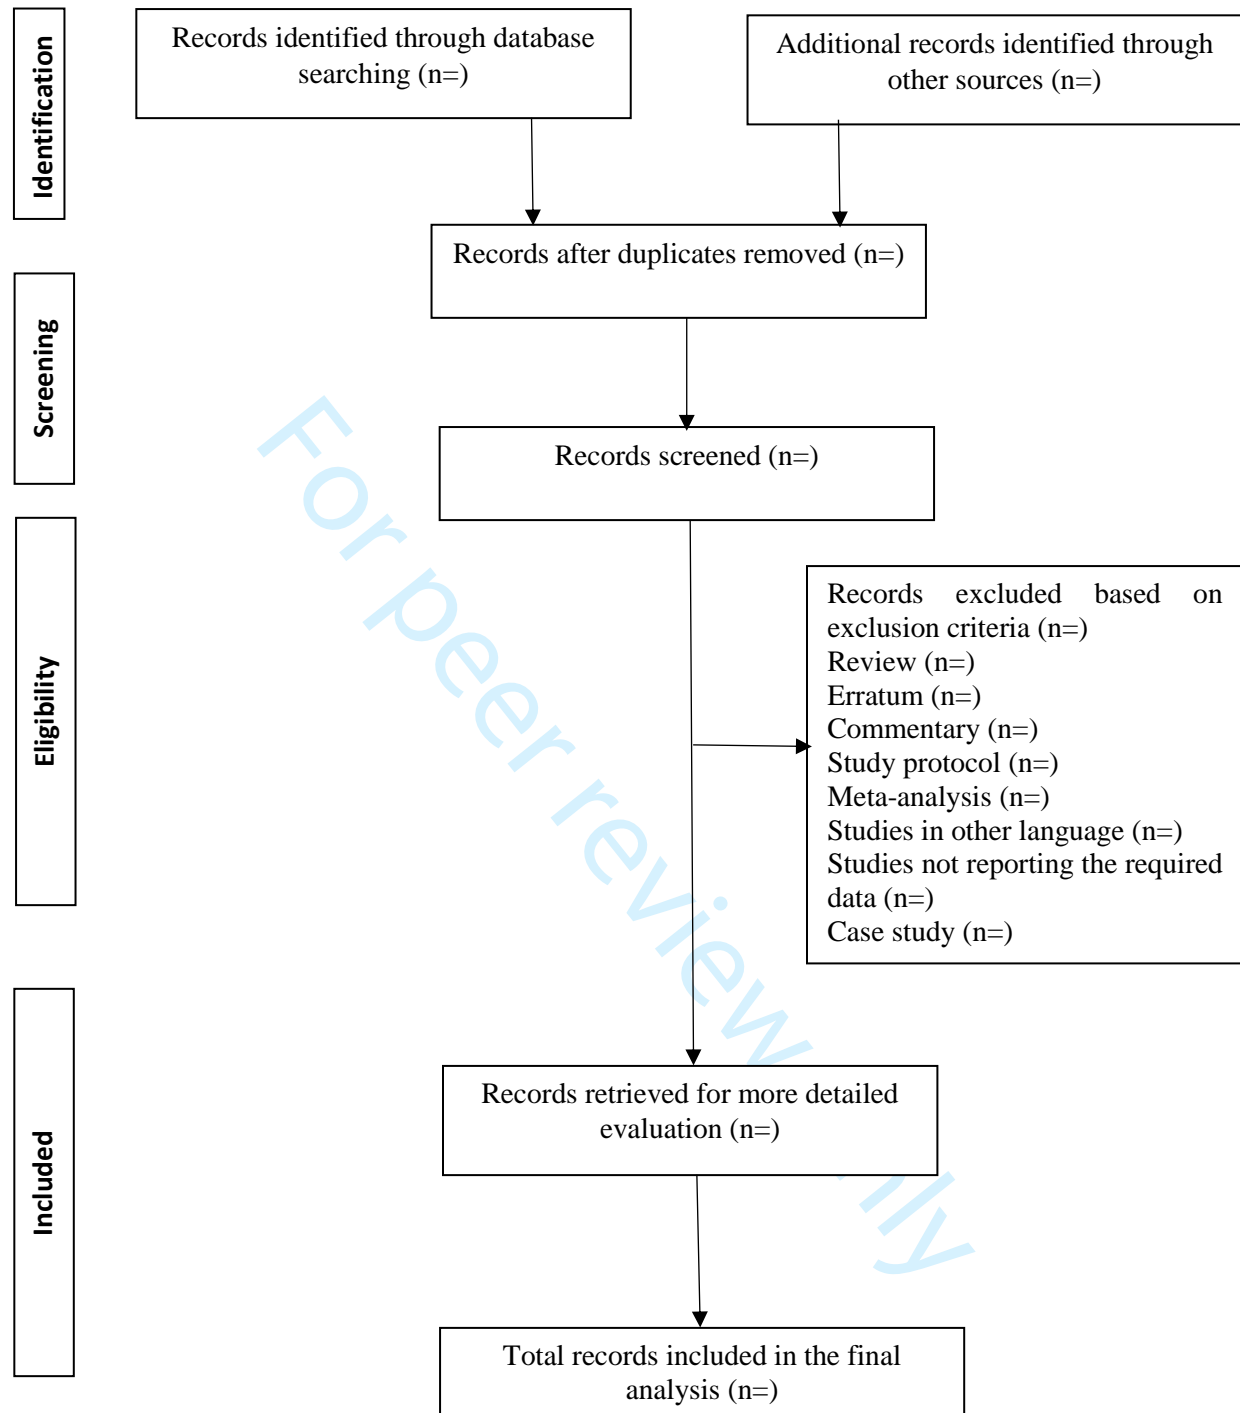 Identification
Records identified through database
searching (n=)
Additional records identified through
other sources (n=)
Records after duplicates removed (n=)
Screening
Records screened (n=)
Eligibility
Records excluded based on
exclusion criteria (n=)
Review (n=)
Erratum (n=)
Commentary (n=)
Study protocol (n=)
Meta-analysis (n=)
Studies in other language (n=)
Studies not reporting the required
data (n=)
Case study (n=)
Included
Records retrieved for more detailed
evaluation (n=)
Total records included in the final
analysis (n=)
For peer review